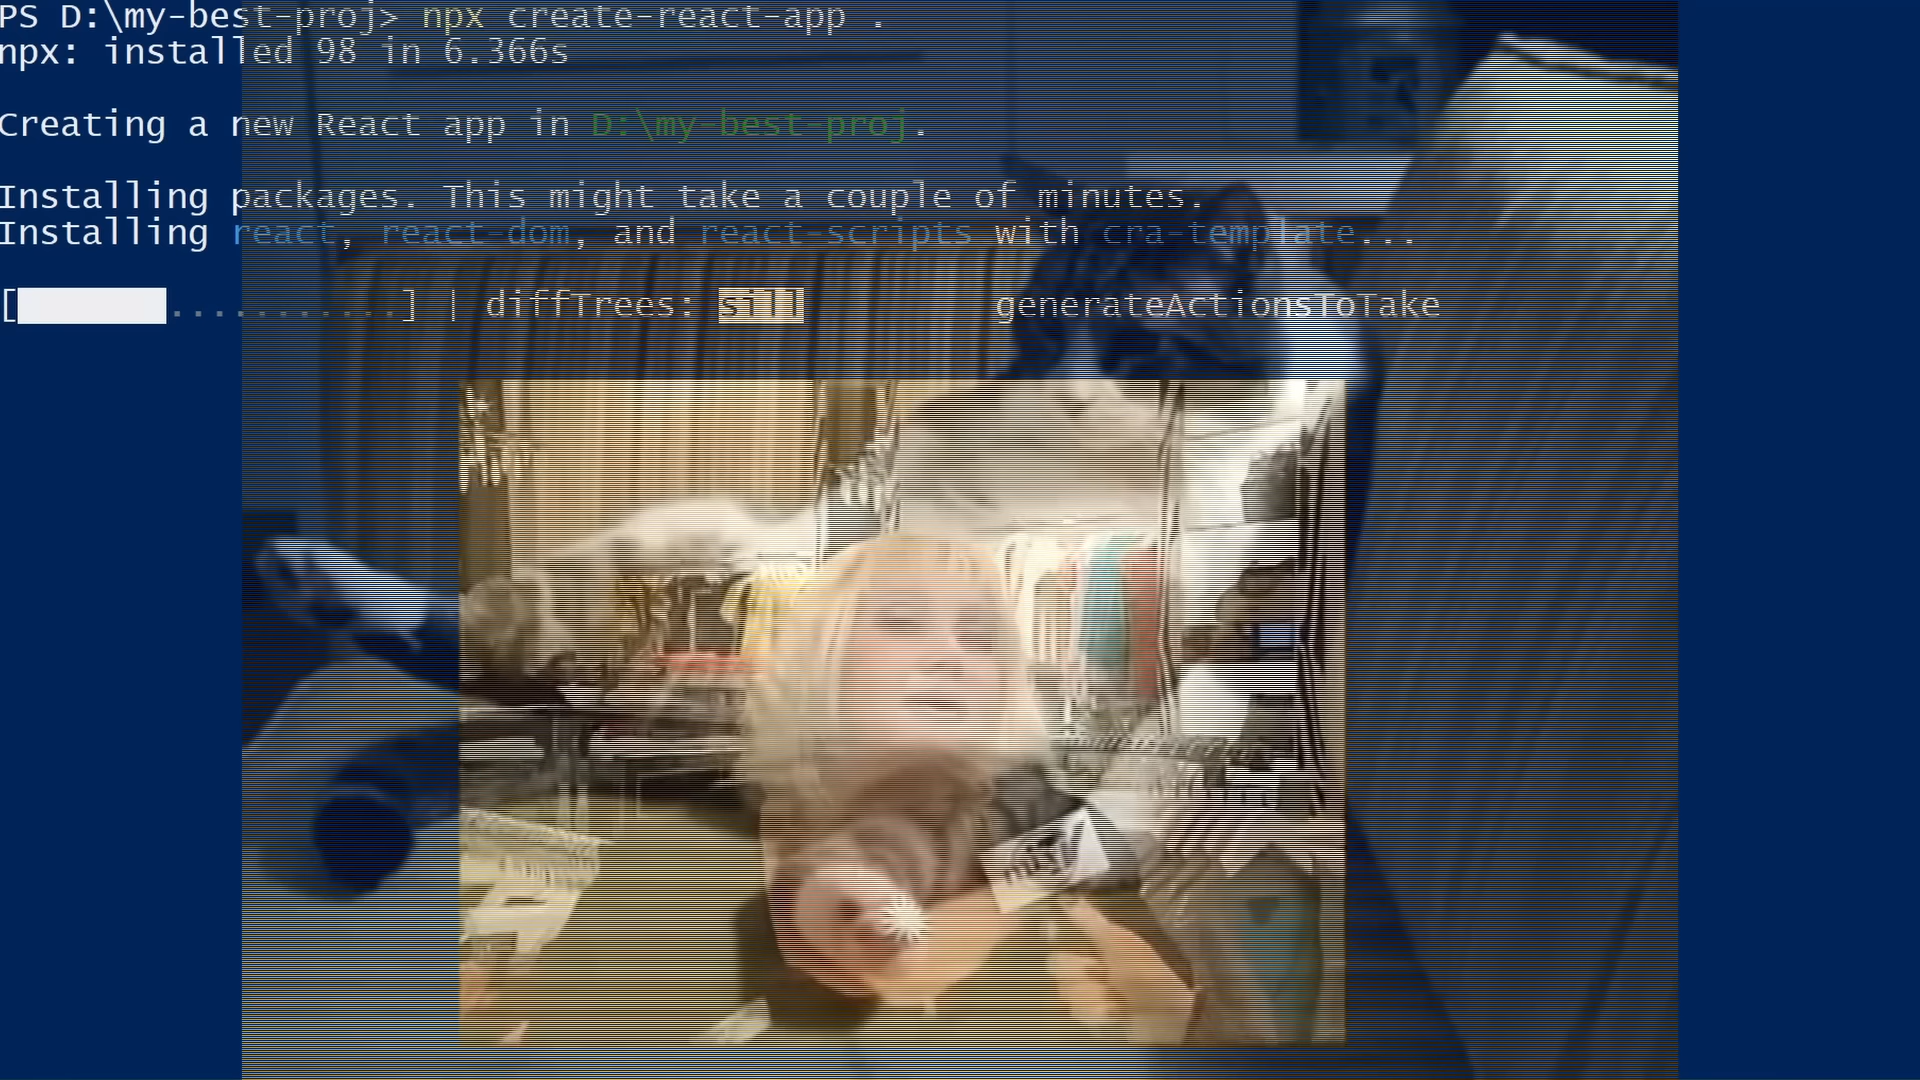 PS D:\my-best-proj> npx create-react-app .
npx: installed 98 in 6.366s
Creating a new React app in D:\my-best-proj.
Installing packages. This might take a couple of minutes.
Installing react, react-dom, and react-scripts with cra-template...
[..........] | diffTrees: sill generateActionsToTake